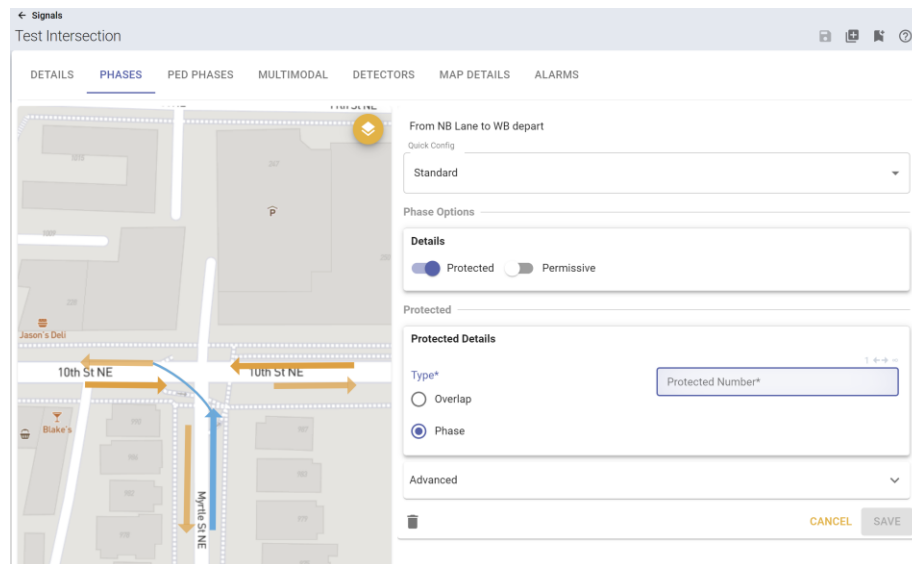 ← Signals
Test Intersection
DETAILS PHASES PED PHASES MULTIMODAL DETECTORS MAP DETAILS ALARMS
From NB Lane to WB depart
Quick Config
Standard
Phase Options
Details
Protected Permissive
Protected
Protected Details
Type*
Overlap
Phase
1 ←→ ∞
Protected Number*
Advanced
CANCEL SAVE
P
Jason's Deli
10th St NE 10th St NE
Blake's
Myrtle St NE